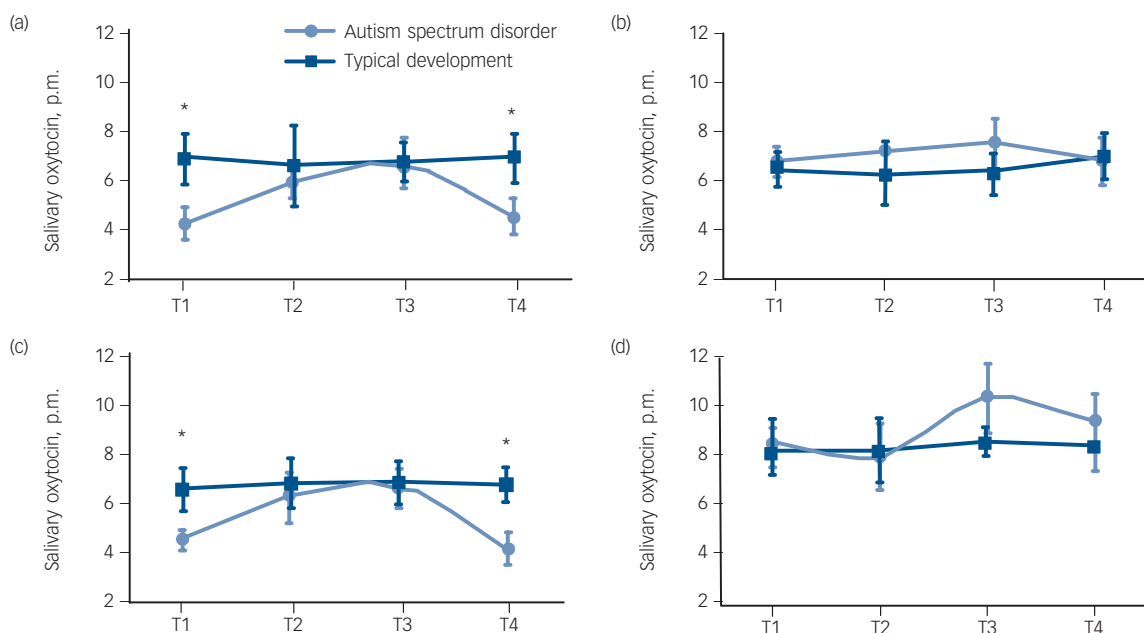 (a)
Autism spectrum disorder
Typical development
Salivary oxytocin, p.m.
12
10
8
6
4
2
*
*
T1
T2
T3
T4
(b)
Salivary oxytocin, p.m.
12
10
8
6
4
2
T1
T2
T3
T4
(c)
Salivary oxytocin, p.m.
12
10
8
6
4
2
*
*
T1
T2
T3
T4
(d)
Salivary oxytocin, p.m.
12
10
8
6
4
2
T1
T2
T3
T4